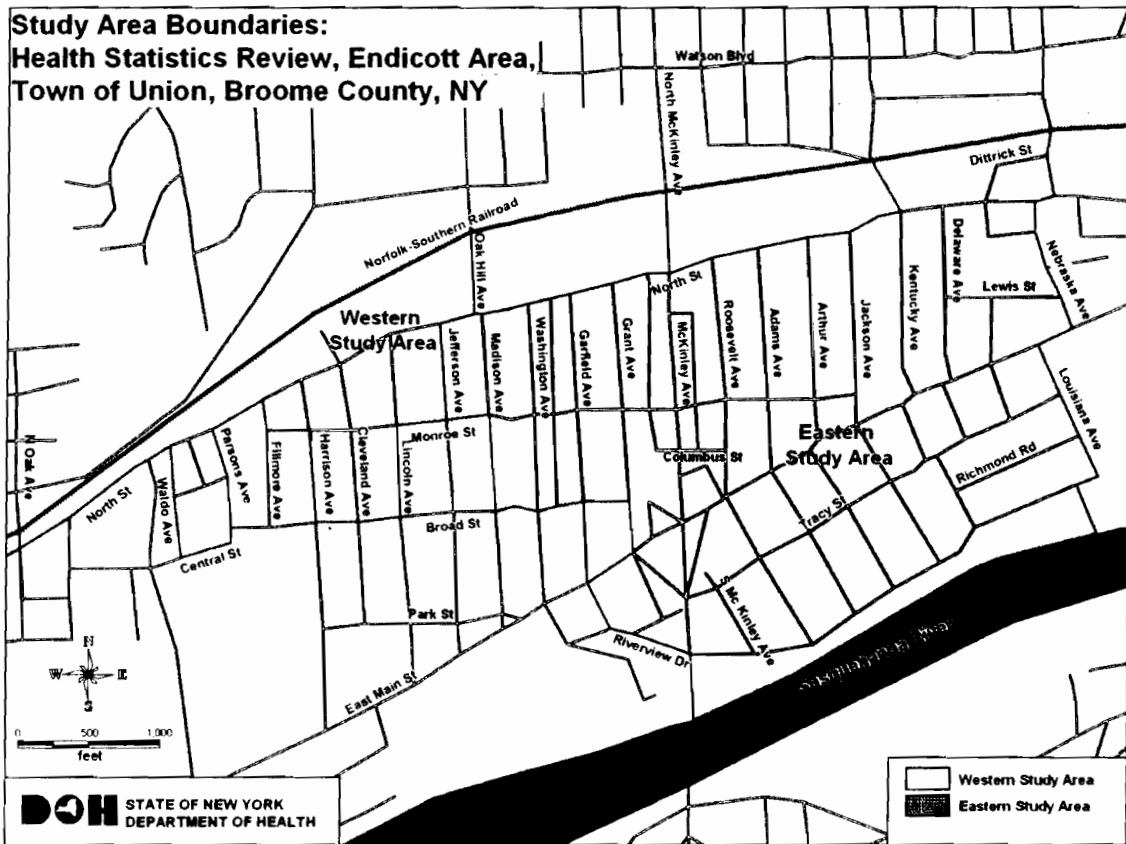 Study Area Boundaries:
Health Statistics Review, Endicott Area,
Town of Union, Broome County, NY
Watson Blvd
North McKinley Ave
Dittrick St
Norfolk-Southern Railroad
Oak Hill Ave
North St
Delaware Ave
Nebraska Ave
Kentucky Ave
Lewis St
Western
Study Area
Jefferson Ave
Madison Ave
Washington Ave
Garfield Ave
Grant Ave
McKinley Ave
Roosevelt Ave
Adams Ave
Arthur Ave
Jackson Ave
Louisiana Ave
N Oak Ave
North St
Waldo Ave
Parsons Ave
Fillmore Ave
Harrison Ave
Cleveland Ave
Lincoln Ave
Monroe St
Columbus St
Eastern
Study Area
Richmond Rd
Tracy St
Broad St
Central St
Park St
S Mc Kinley Ave
Riverview Dr
East Main St
Susquehanna River
N
W
E
S
0 500 1,000
feet
DOH STATE OF NEW YORK
DEPARTMENT OF HEALTH
Western Study Area
Eastern Study Area